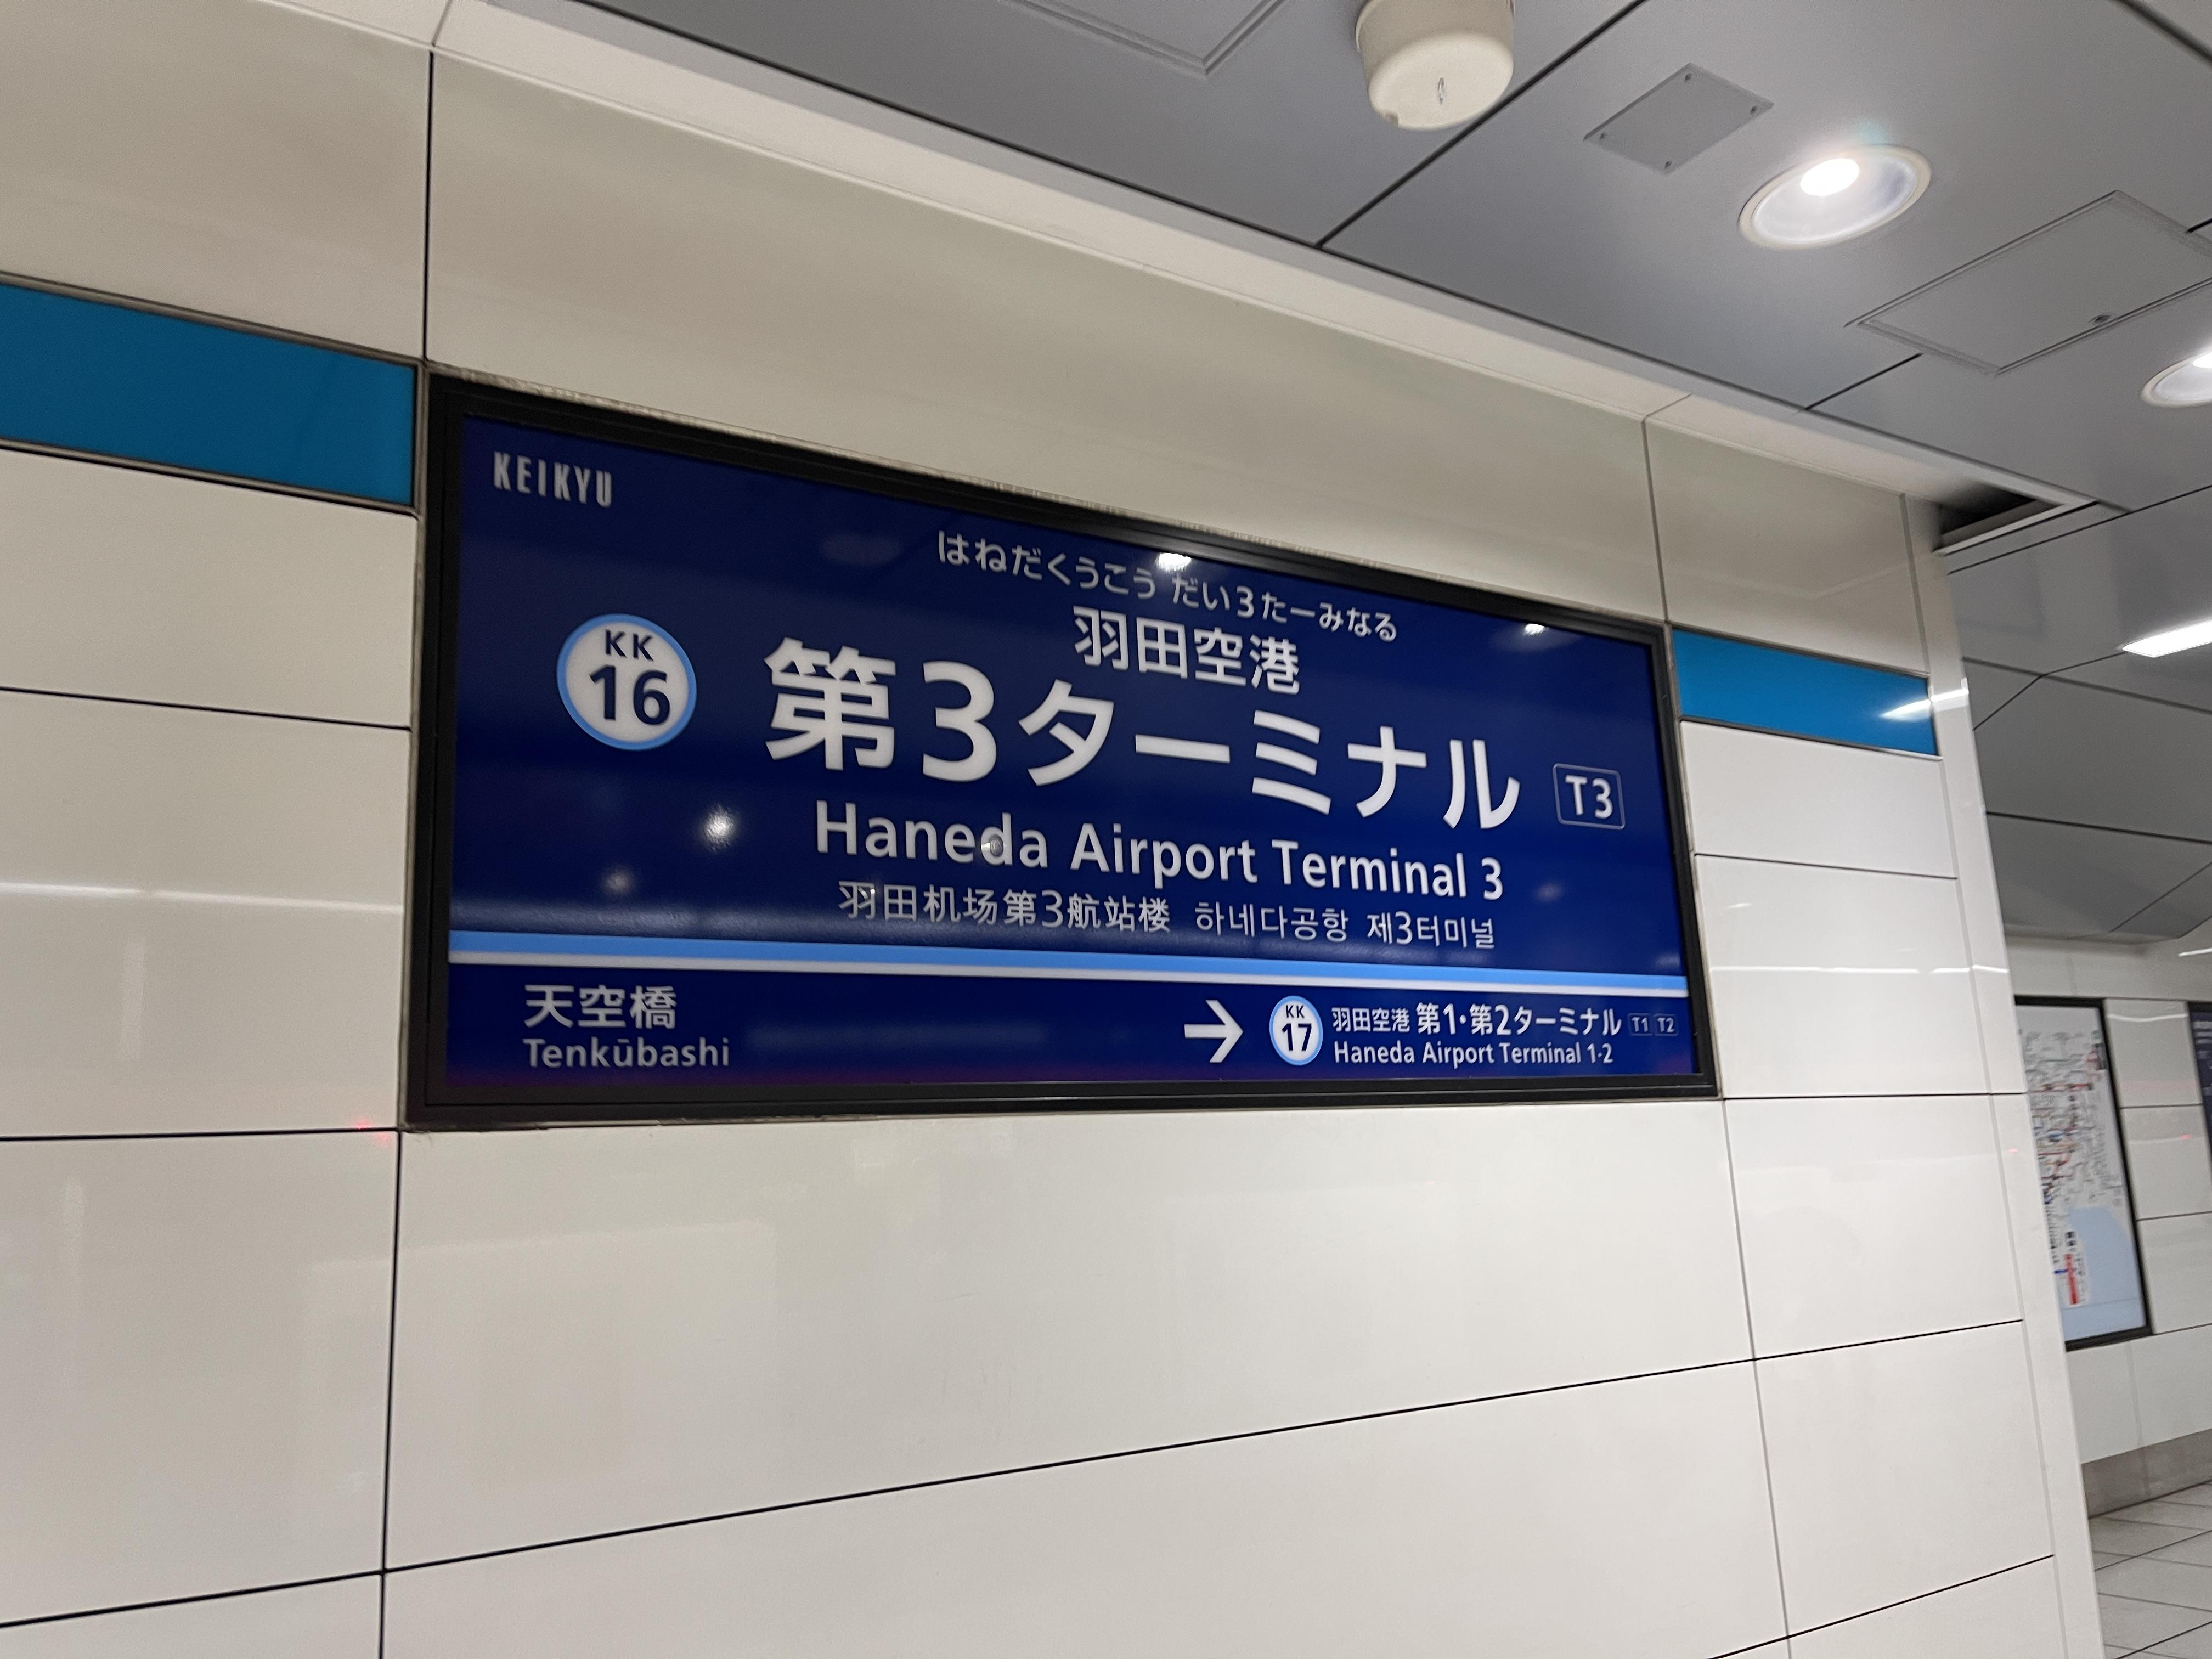 KEIKYU
はねだくうこう だい3たーみなる
羽田空港
KK
16
第3ターミナル T3
Haneda Airport Terminal 3
羽田机场第3航站楼 하네다공항 제3터미널
天空橋
Tenkūbashi
→ KK
17
羽田空港 第1・第2ターミナル T1 T2
Haneda Airport Terminal 1·2